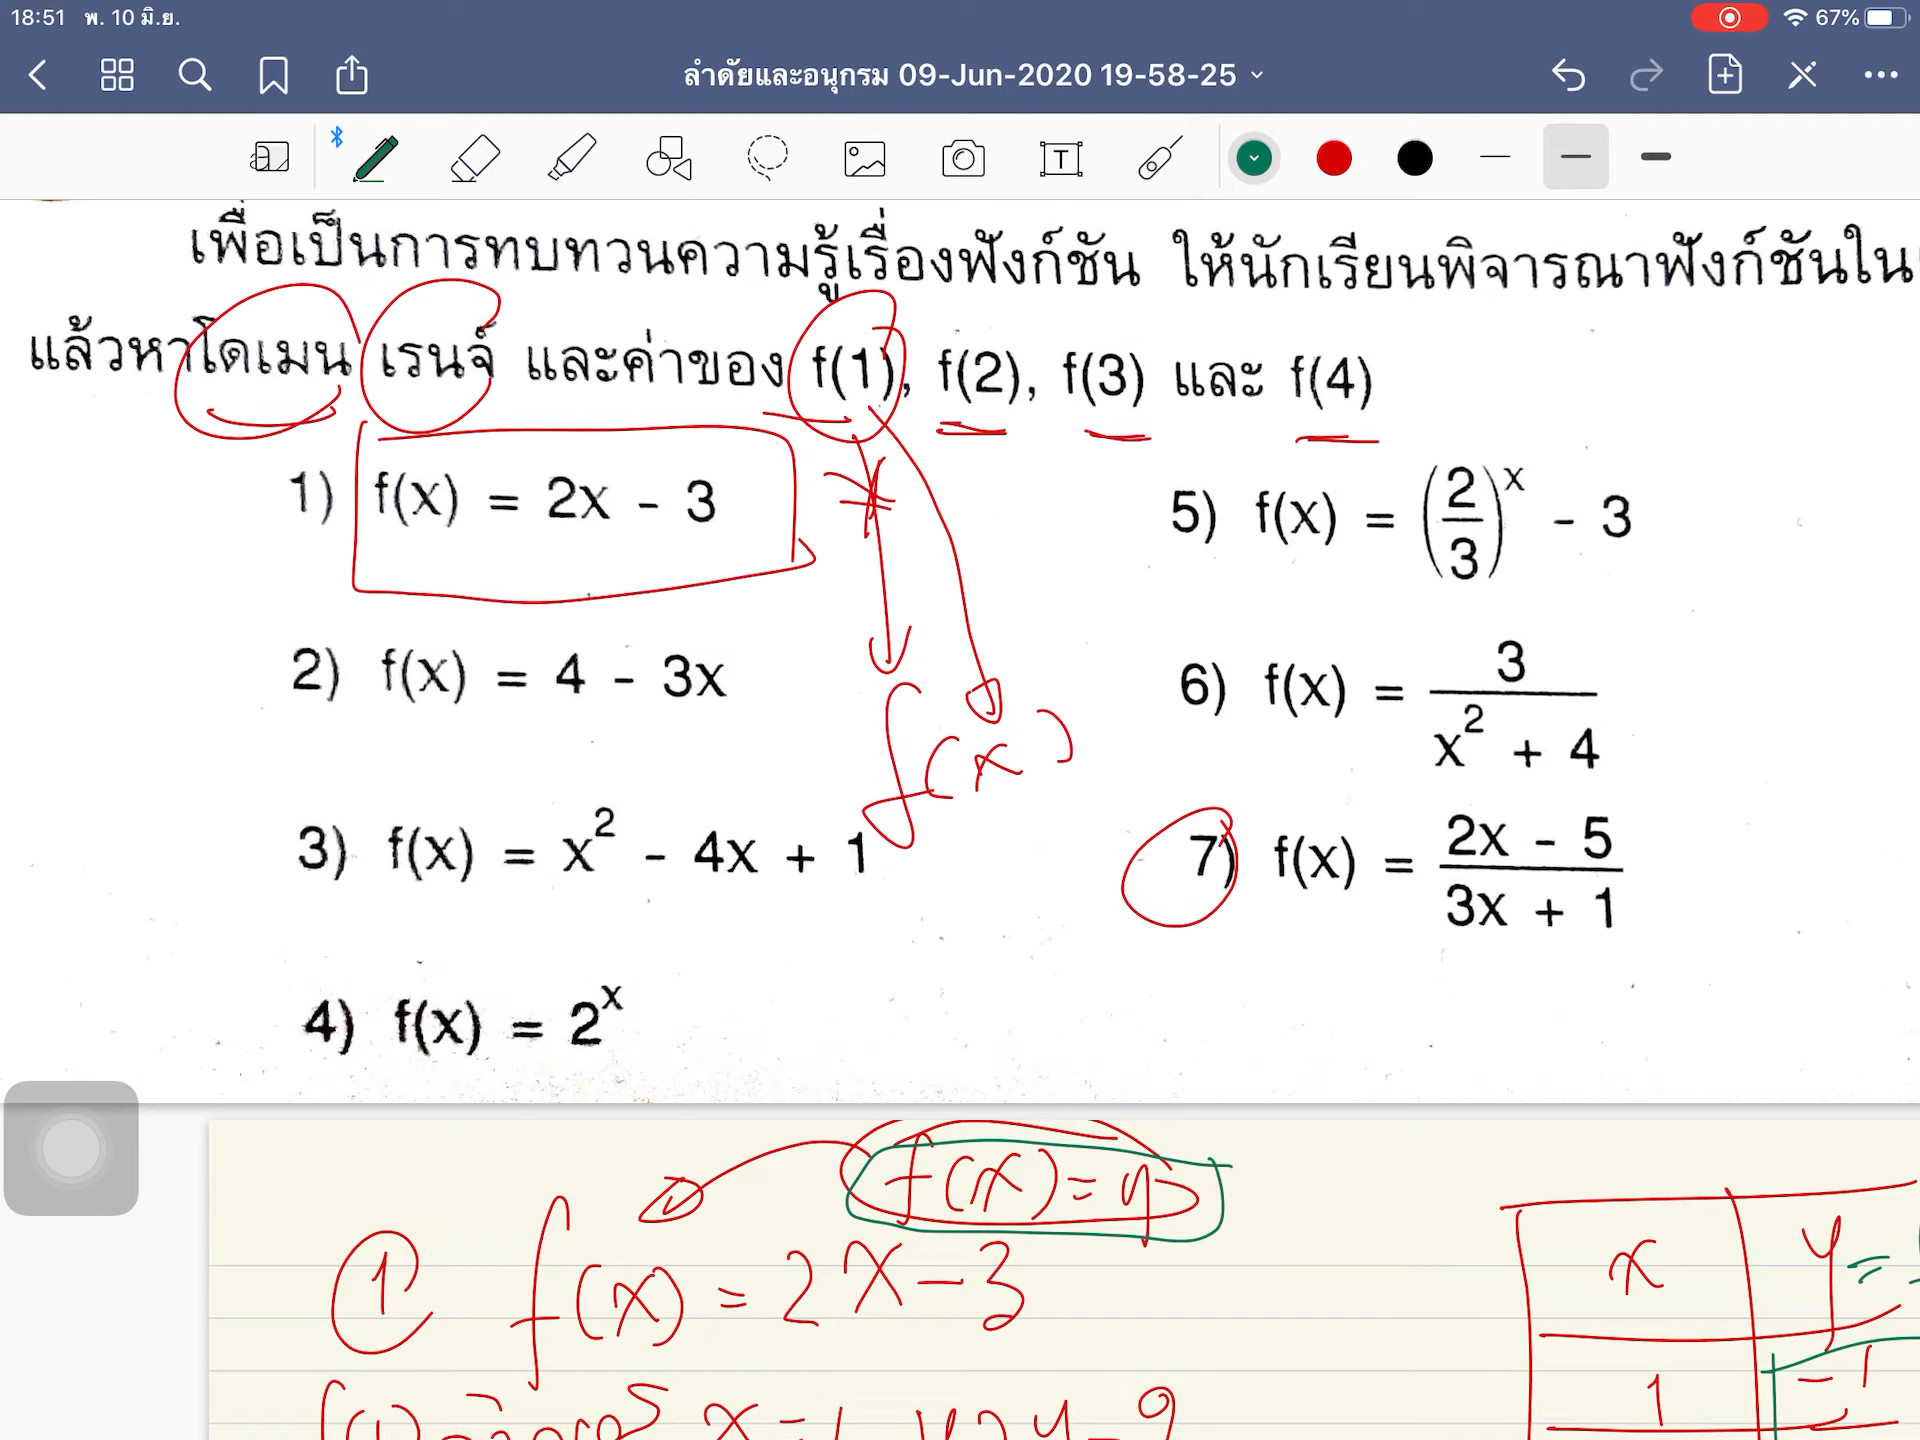 18:51 พ. 10 มิ.ย. 67%
ลำดัยและอนุกรม 09-Jun-2020 19-58-25
เพื่อเป็นการทบทวนความรู้เรื่องฟังก์ชัน ให้นักเรียนพิจารณาฟังก์ชันใน
แล้วหาโดเมน เรนจ์ และค่าของ f(1), f(2), f(3) และ f(4)
1) f(x) = 2x - 3
2) f(x) = 4 - 3x
3) f(x) = x² - 4x + 1
4) f(x) = 2ˣ
5) f(x) = (2/3)ˣ - 3
6) f(x) = 3/(x² + 4)
7) f(x) = (2x - 5)/(3x + 1)
f(x)
f(x) = y
① f(x) = 2x - 3
x y =
1 -1